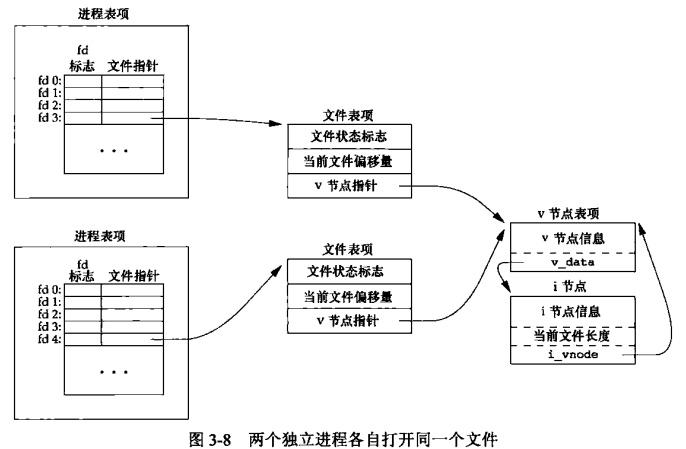 进程表项
fd
标志 文件指针
fd 0:
fd 1:
fd 2:
fd 3:
• • •
文件表项
文件状态标志
当前文件偏移量
v 节点指针
进程表项
fd
标志 文件指针
fd 0:
fd 1:
fd 2:
fd 3:
fd 4:
• • •
文件表项
文件状态标志
当前文件偏移量
v 节点指针
v 节点表项
v 节点信息
v_data
i 节点
i 节点信息
当前文件长度
i_vnode
图 3-8 两个独立进程各自打开同一个文件